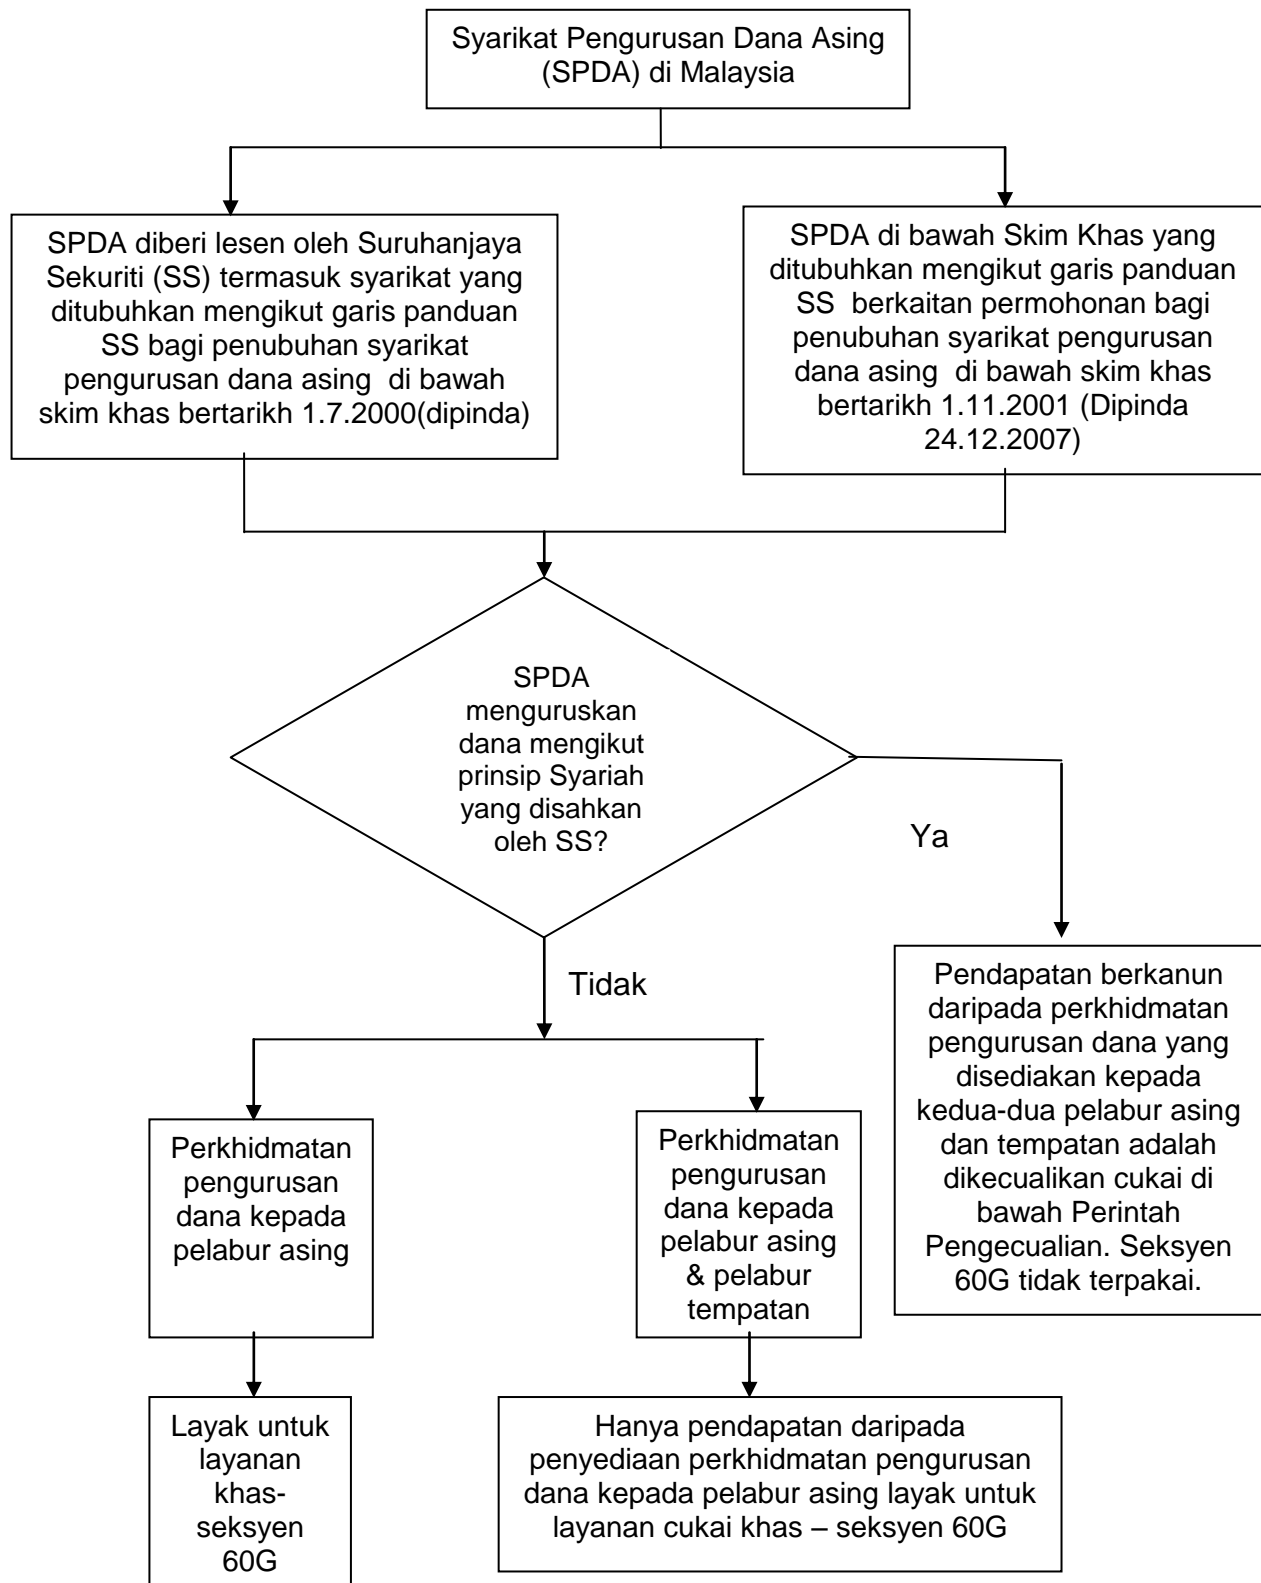 Syarikat Pengurusan Dana Asing
(SPDA) di Malaysia
SPDA diberi lesen oleh Suruhanjaya
Sekuriti (SS) termasuk syarikat yang
ditubuhkan mengikut garis panduan
SS bagi penubuhan syarikat
pengurusan dana asing di bawah
skim khas bertarikh 1.7.2000(dipinda)
SPDA di bawah Skim Khas yang
ditubuhkan mengikut garis panduan
SS berkaitan permohonan bagi
penubuhan syarikat pengurusan
dana asing di bawah skim khas
bertarikh 1.11.2001 (Dipinda
24.12.2007)
SPDA
menguruskan
dana mengikut
prinsip Syariah
yang disahkan
oleh SS?
Ya
Tidak
Pendapatan berkanun
daripada perkhidmatan
pengurusan dana yang
disediakan kepada
kedua-dua pelabur asing
dan tempatan adalah
dikecualikan cukai di
bawah Perintah
Pengecualian. Seksyen
60G tidak terpakai.
Perkhidmatan
pengurusan
dana kepada
pelabur asing
Perkhidmatan
pengurusan
dana kepada
pelabur asing
& pelabur
tempatan
Layak untuk
layanan
khas-
seksyen
60G
Hanya pendapatan daripada
penyediaan perkhidmatan pengurusan
dana kepada pelabur asing layak untuk
layanan cukai khas – seksyen 60G